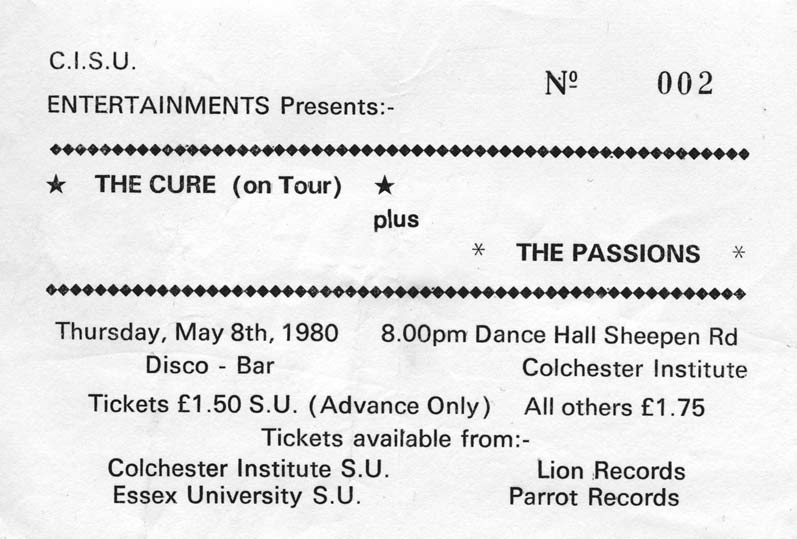 C.I.S.U.
Nº 002
ENTERTAINMENTS Presents:-
★ THE CURE (on Tour) ★
plus
* THE PASSIONS *
Thursday, May 8th, 1980 8.00pm Dance Hall Sheepen Rd
Disco - Bar Colchester Institute
Tickets £1.50 S.U. (Advance Only) All others £1.75
Tickets available from:-
Colchester Institute S.U. Lion Records
Essex University S.U. Parrot Records